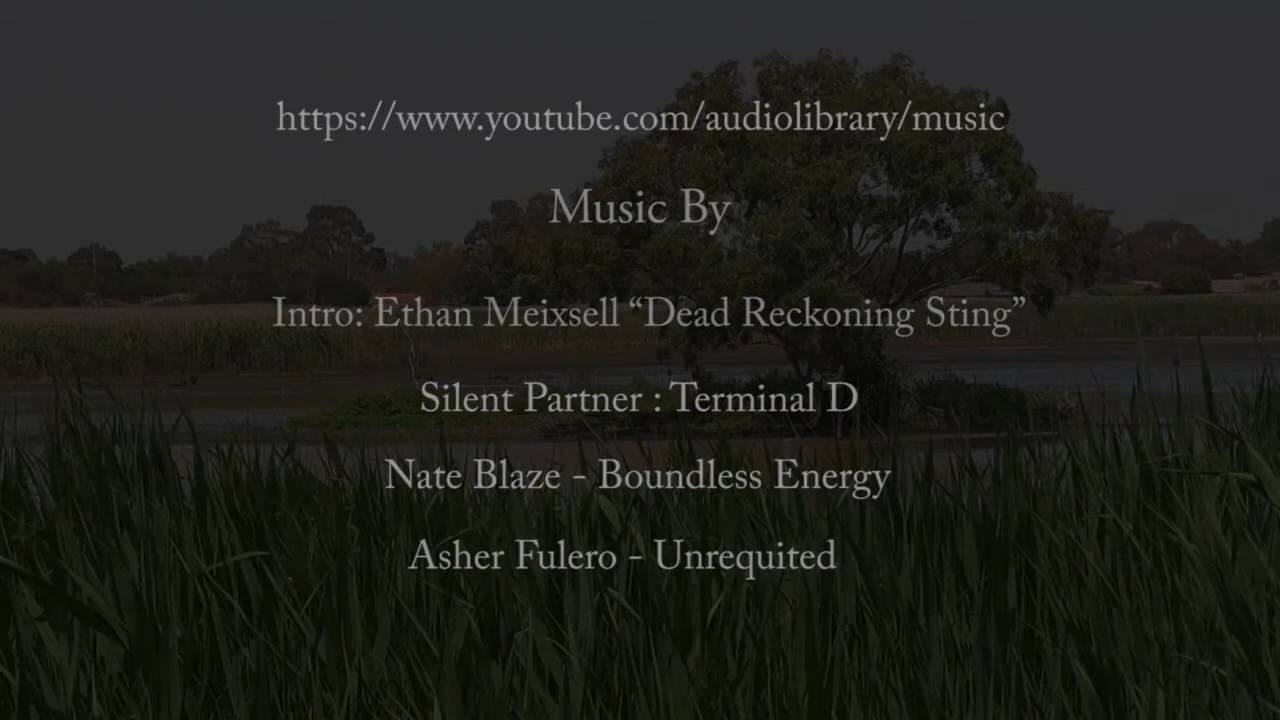 https://www.youtube.com/audiolibrary/music
Music By
Intro: Ethan Meixsell “Dead Reckoning Sting”
Silent Partner : Terminal D
Nate Blaze - Boundless Energy
Asher Fulero - Unrequited